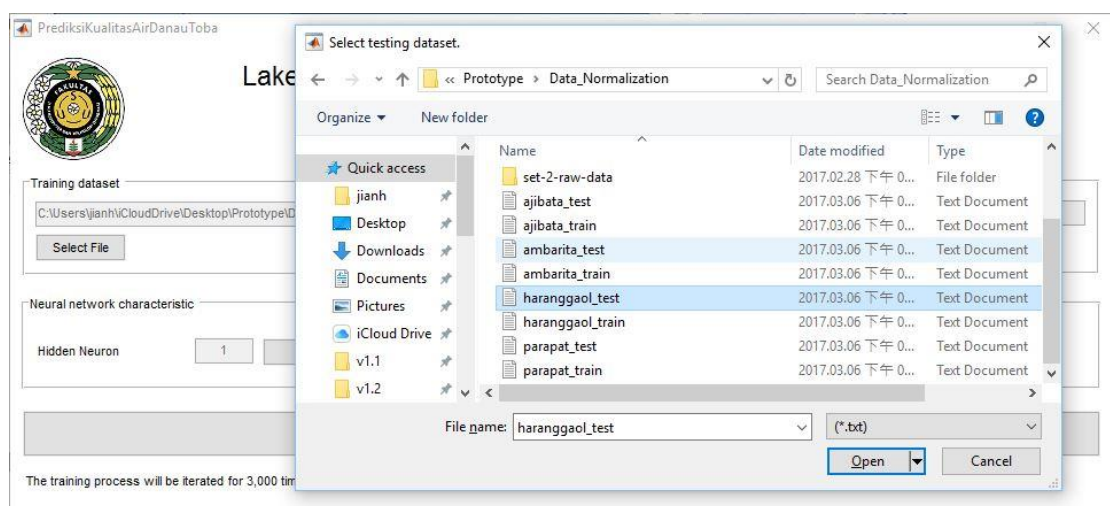 PrediksiKualitasAirDanauToba
Lake
Training dataset
C:\Users\jianh\iCloudDrive\Desktop\Prototype\D
Select File
Neural network characteristic
Hidden Neuron 1
The training process will be iterated for 3,000 tim
Select testing dataset.
« Prototype > Data_Normalization
Search Data_Normalization
Organize New folder
Name Date modified Type
Quick access
jianh
Desktop
Downloads
Documents
Pictures
iCloud Drive
v1.1
v1.2
set-2-raw-data 2017.02.28 下午 0... File folder
ajibata_test 2017.03.06 下午 0... Text Document
ajibata_train 2017.03.06 下午 0... Text Document
ambarita_test 2017.03.06 下午 0... Text Document
ambarita_train 2017.03.06 下午 0... Text Document
haranggaol_test 2017.03.06 下午 0... Text Document
haranggaol_train 2017.03.06 下午 0... Text Document
parapat_test 2017.03.06 下午 0... Text Document
parapat_train 2017.03.06 下午 0... Text Document
File name: haranggaol_test (*.txt)
Open Cancel